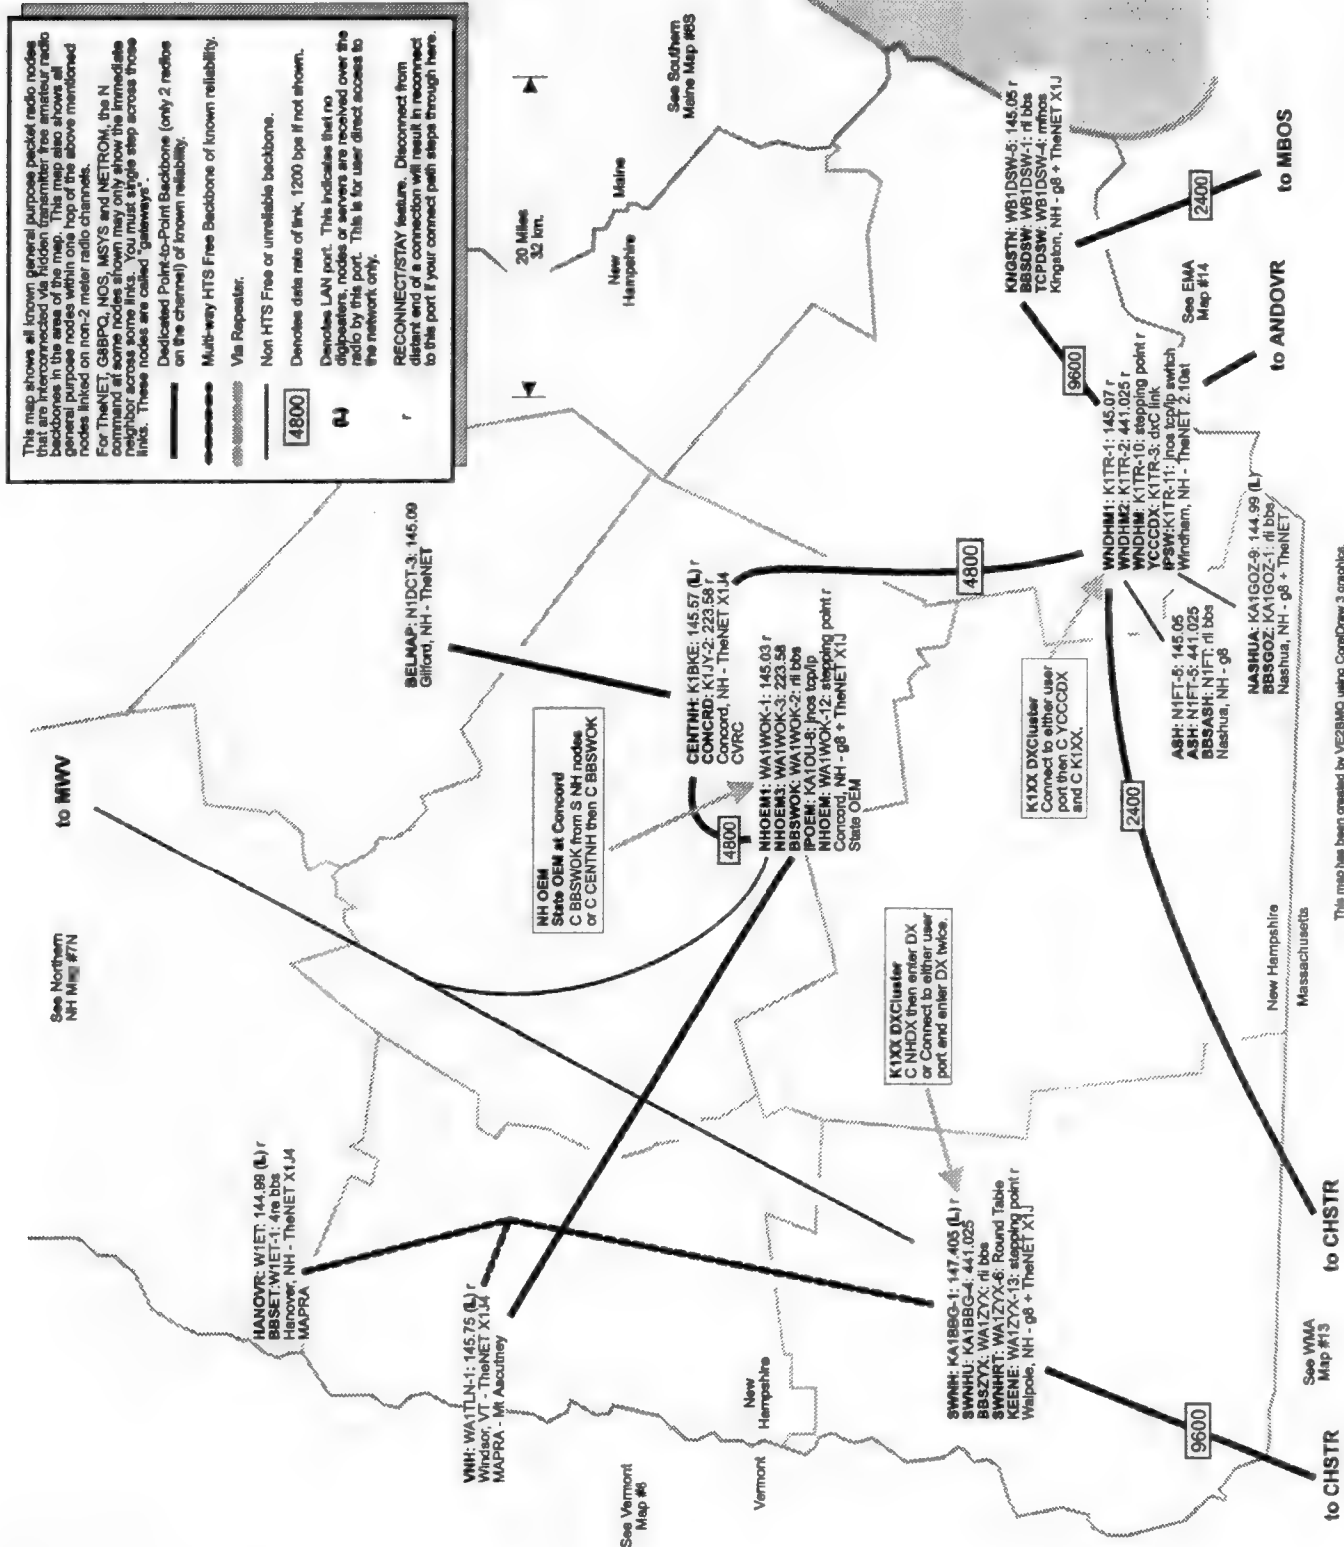 This map shows all known general purpose packet radio nodes
that are interconnected via hidden transmitter free amateur radio
backbones in the area of the map. This map also shows all
general purpose nodes within one hop of the above mentioned
nodes linked on non-2 meter radio channels.
For TheNET, G8BPQ, NOS, MSYS and NETROM, the N
command at some nodes shown may only show the immediate
neighbor across some links. You must single step across those
links. These nodes are called "gateways".
Dedicated Point-to-Point Backbone (only 2 radios
on the channel) of known reliability.
Multi-way HTS Free Backbone of known reliability.
Via Repeater.
Non HTS Free or unreliable backbone.
4800
Denotes data rate of link, 1200 bps if not shown.
(L)
Denotes LAN port. This indicates that no
digipeaters, nodes or servers are received over the
radio by this port. This is for user direct access to
the network only.
r
RECONNECT/STAY feature. Disconnect from
distant end of a connection will result in reconnect
to this port if your connect path steps through here.
See Northern
NH #7N
to MWV
20 Miles
32 km.
New
Hampshire
Maine
See Southern
Maine Map #8S
HANOVR: W1ET: 144.99 (L) r
BBSET:W1ET-1: 4re bbs
Hanover, NH - TheNET X1J4
MAPRA
BELNAP: N1DCT-3: 145.09
Gilford, NH - TheNET
VNH: WA1TLN-1: 145.75 (L) r
Windsor, VT - TheNET X1J4
MAPRA - Mt Ascutney
NH OEM
State OEM at Concord
C BBSWOK from S NH nodes
or C CENTNH then C BBSWOK
CENTNH: K1BKE: 145.57 (L) r
CONCRD: K1JY-2: 223.58 r
Concord, NH - TheNET X1J4
CVRC
4800
NHOEM1: WA1WOK-1: 145.03 r
NHOEM3: WA1WOK-3: 223.58
BBSWOK: WA1WOK-2: rli bbs
IPOEM: KA1OU-8: jnos tcp/ip
NHOEM: WA1WOK-12: stepping point r
Concord, NH - g8 + TheNET X1J
State OEM
4800
See Vermont
Map #6
Vermont
New
Hampshire
K1XX DXCluster
C NHDX then enter DX
or Connect to either user
port and enter DX twice.
SWNH: KA1BBG-1: 147.405 (L) r
SWNHU: KA1BBG-4: 441.025
BBSZYX: WA1ZYX: rli bbs
SWNHRT: WA1ZYX-6: Round Table
KEENE: WA1ZYX-13: stepping point r
Walpole, NH - g8 + TheNET X1J
K1XX DXCluster
Connect to either user
port then C YCCCDX
and C K1XX.
KNGSTN: WB1DSW-5: 145.05 r
BBSDSW: WB1DSW-1: rli bbs
TCPDSW: WB1DSW-4: mfnos
Kingston, NH - g8 + TheNET X1J
9600
2400
to MBOS
WNDHM1: K1TR-1: 145.07 r
WNDHM2: K1TR-2: 441.025 r
WNDHM: K1TR-10: stepping point r
YCCCDX: K1TR-3: dxC link
IPSW:K1TR-11: jnos tcp/ip switch
Windham, NH - TheNET 2.10st
See EMA
Map #14
to ANDOVR
2400
ASH: N1FT-5: 145.05
ASH: N1FT-5: 441.025
BBSASH: N1FT: rli bbs
Nashua, NH - g8
NASHUA: KA1GOZ-9: 144.99 (L)
BBSGOZ: KA1GOZ-1: rli bbs
Nashua, NH - g8 + TheNET
New Hampshire
Massachusetts
9600
to CHSTR
See WMA
Map #13
to CHSTR
This map has been created by VE2BMQ using CorelDraw 3 graphics.